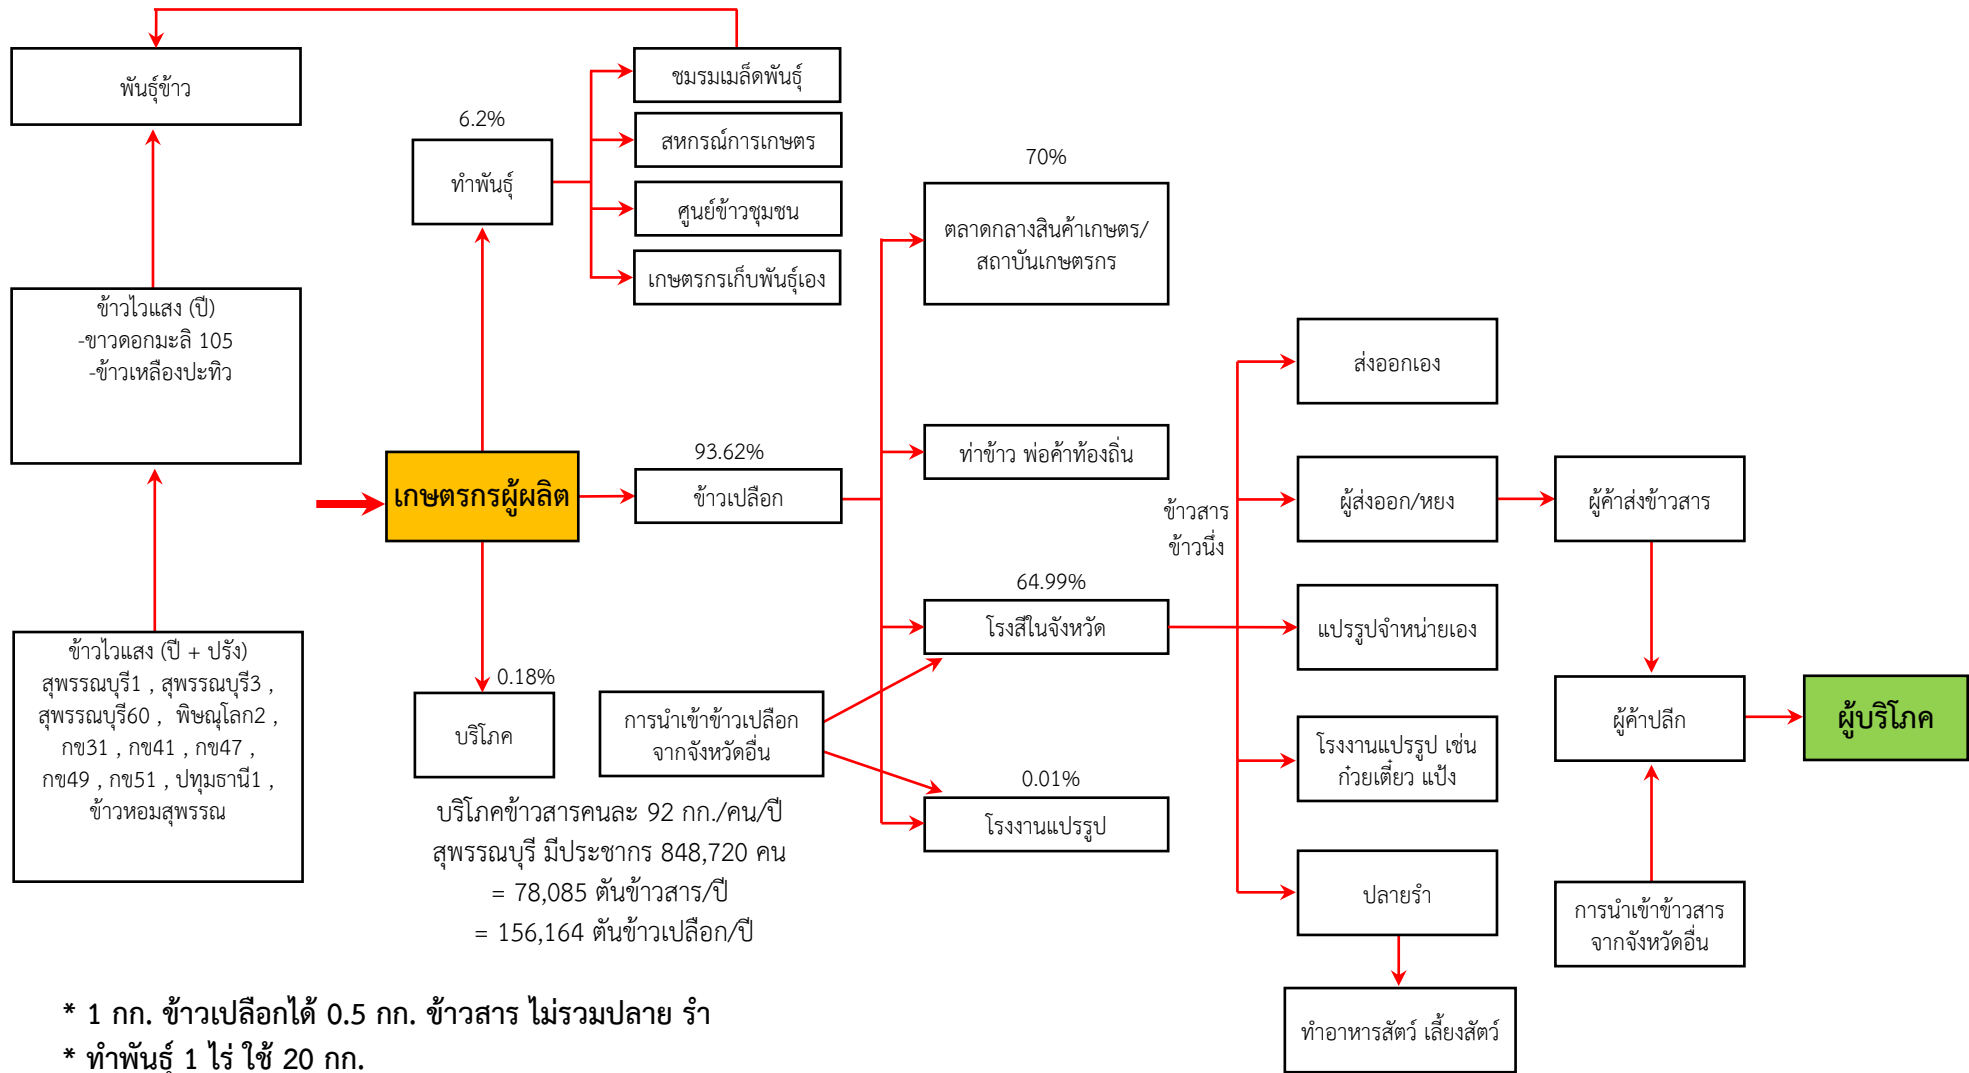 พันธุ์ข้าว
ข้าวไวแสง (ปี)
-ขาวดอกมะลิ 105
-ข้าวเหลืองปะทิว
ข้าวไวแสง (ปี + ปรัง)
สุพรรณบุรี1 , สุพรรณบุรี3 ,
สุพรรณบุรี60 , พิษณุโลก2 ,
กข31 , กข41 , กข47 ,
กข49 , กข51 , ปทุมธานี1 ,
ข้าวหอมสุพรรณ
6.2%
ทำพันธุ์
ชมรมเมล็ดพันธุ์
สหกรณ์การเกษตร
ศูนย์ข้าวชุมชน
เกษตรกรเก็บพันธุ์เอง
เกษตรกรผู้ผลิต
93.62%
ข้าวเปลือก
0.18%
บริโภค
บริโภคข้าวสารคนละ 92 กก./คน/ปี
สุพรรณบุรี มีประชากร 848,720 คน
= 78,085 ตันข้าวสาร/ปี
= 156,164 ตันข้าวเปลือก/ปี
การนำเข้าข้าวเปลือก
จากจังหวัดอื่น
70%
ตลาดกลางสินค้าเกษตร/
สถาบันเกษตรกร
ท่าข้าว พ่อค้าท้องถิ่น
64.99%
โรงสีในจังหวัด
0.01%
โรงงานแปรรูป
ข้าวสาร
ข้าวนึ่ง
ส่งออกเอง
ผู้ส่งออก/หยง
แปรรูปจำหน่ายเอง
โรงงานแปรรูป เช่น
ก๋วยเตี๋ยว แป้ง
ปลายรำ
ทำอาหารสัตว์ เลี้ยงสัตว์
ผู้ค้าส่งข้าวสาร
ผู้ค้าปลีก
การนำเข้าข้าวสาร
จากจังหวัดอื่น
ผู้บริโภค
* 1 กก. ข้าวเปลือกได้ 0.5 กก. ข้าวสาร ไม่รวมปลาย รำ
* ทำพันธุ์ 1 ไร่ ใช้ 20 กก.